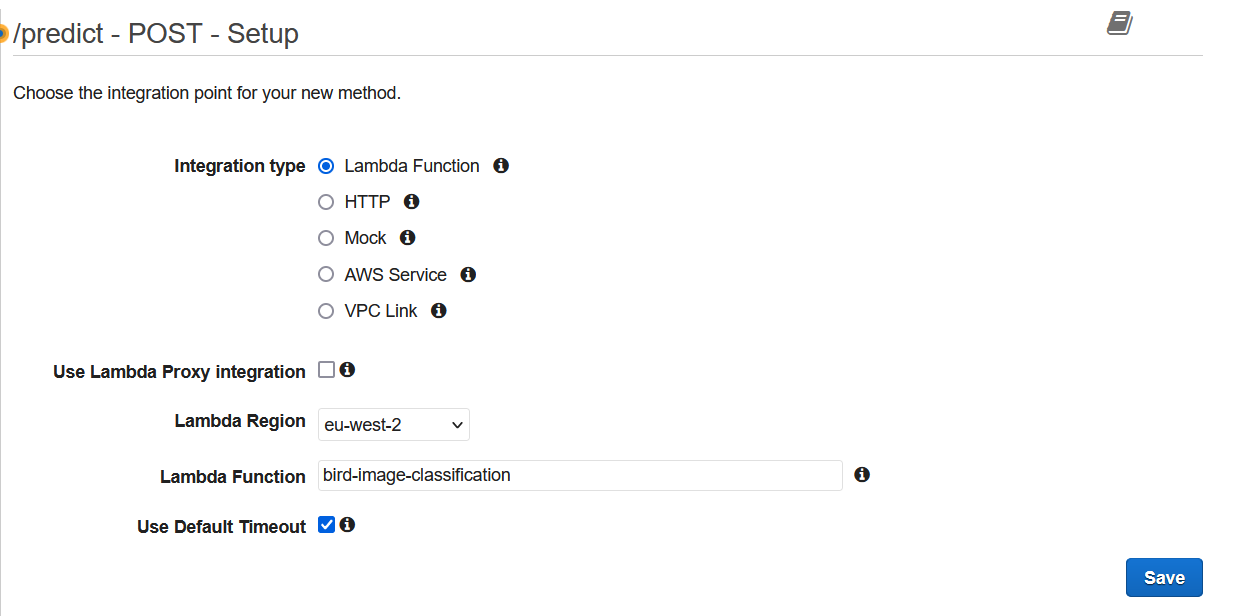 /predict - POST - Setup
Choose the integration point for your new method.
Integration type Lambda Function
HTTP
Mock
AWS Service
VPC Link
Use Lambda Proxy integration
Lambda Region eu-west-2
Lambda Function bird-image-classification
Use Default Timeout
Save